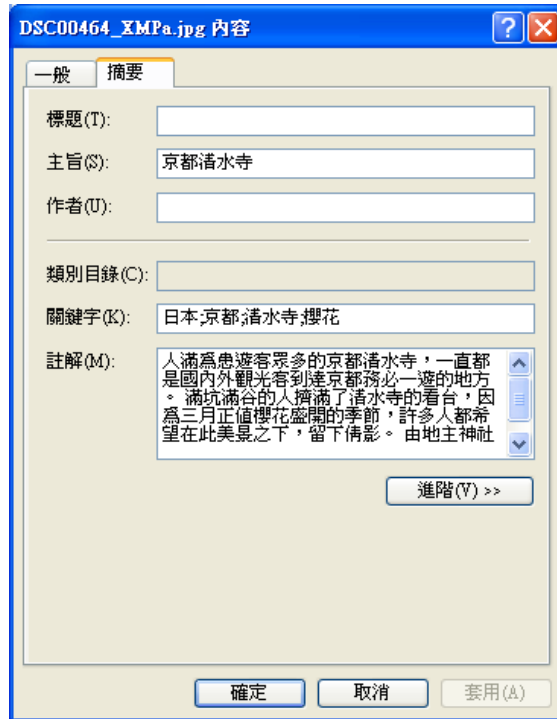 DSC00464_XMPa.jpg 內容
一般
摘要
標題(T):
主旨(S):
京都清水寺
作者(U):
類別目錄(C):
關鍵字(K):
日本;京都;清水寺;櫻花
註解(M):
人滿為患遊客眾多的京都清水寺,一直都
是國內外觀光客到達京都務必一遊的地方
。滿坑滿谷的人擠滿了清水寺的看台,因
為三月正值櫻花盛開的季節,許多人都希
望在此美景之下,留下倩影。由地主神社
進階(V) >>
確定
取消
套用(A)